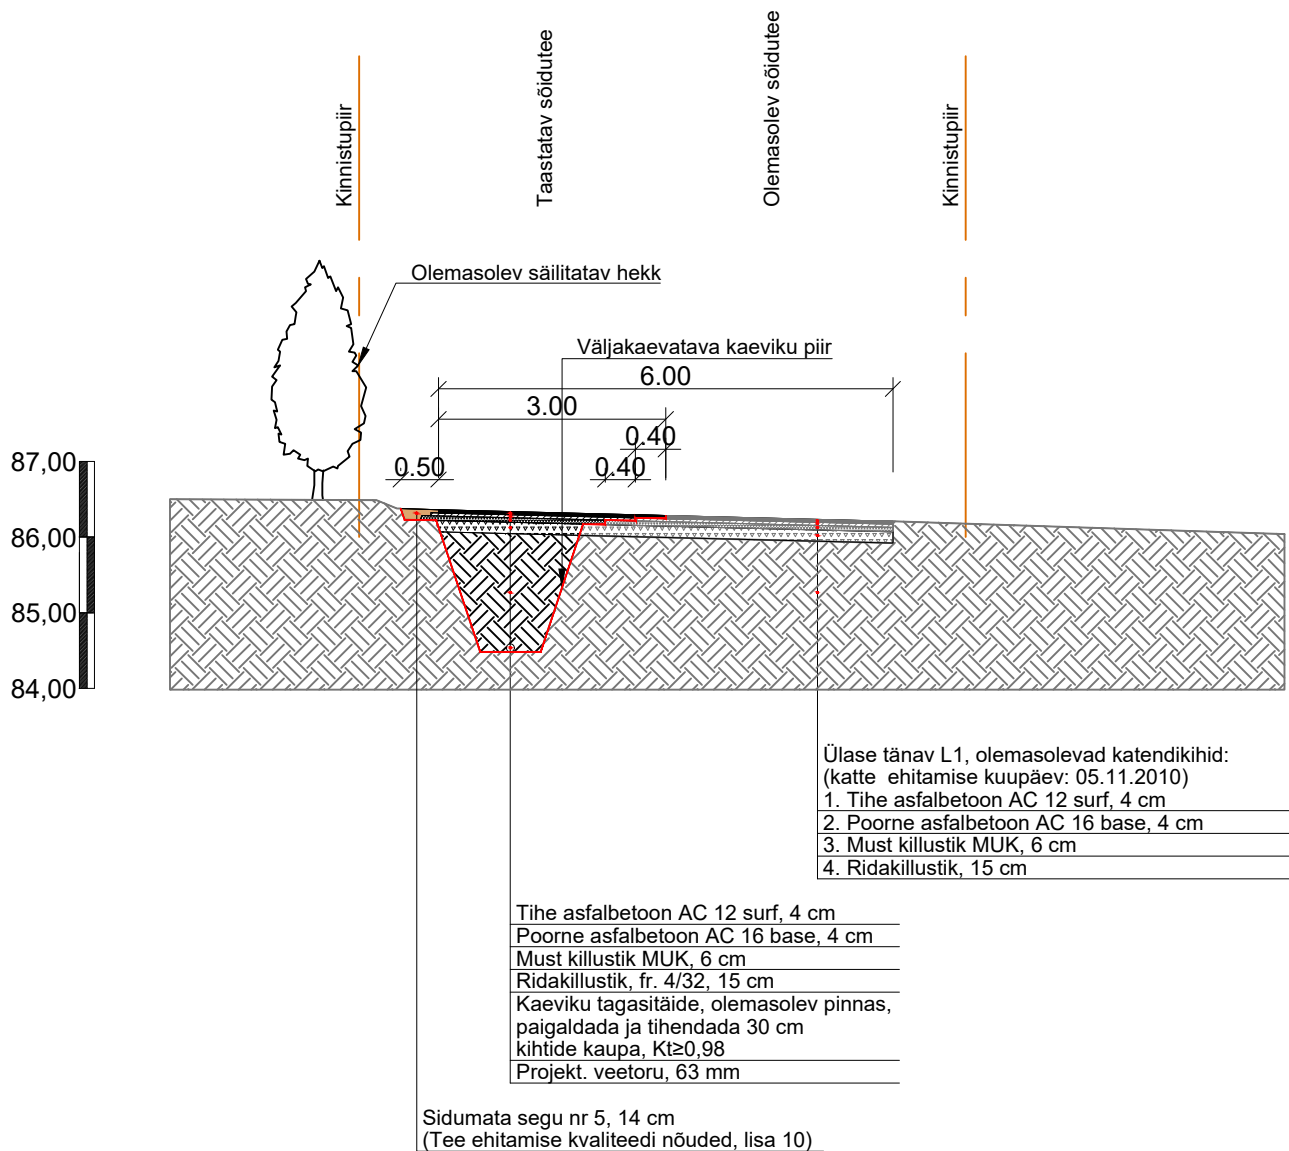 Kinnistupiir
Taastatav sõidutee
Olemasolev sõidutee
Kinnistupiir
Olemasolev säilitatav hekk
Väljakaevatava kaeviku piir
6.00
3.00
0.40
0.50
0.40
87,00
86,00
85,00
84,00
Ülase tänav L1, olemasolevad katendikihid:
(katte ehitamise kuupäev: 05.11.2010)
1. Tihe asfalbetoon AC 12 surf, 4 cm
2. Poorne asfalbetoon AC 16 base, 4 cm
3. Must killustik MUK, 6 cm
4. Ridakillustik, 15 cm
Tihe asfalbetoon AC 12 surf, 4 cm
Poorne asfalbetoon AC 16 base, 4 cm
Must killustik MUK, 6 cm
Ridakillustik, fr. 4/32, 15 cm
Kaeviku tagasitäide, olemasolev pinnas,
paigaldada ja tihendada 30 cm
kihtide kaupa, Kt≥0,98
Projekt. veetoru, 63 mm
Sidumata segu nr 5, 14 cm
(Tee ehitamise kvaliteedi nõuded, lisa 10)